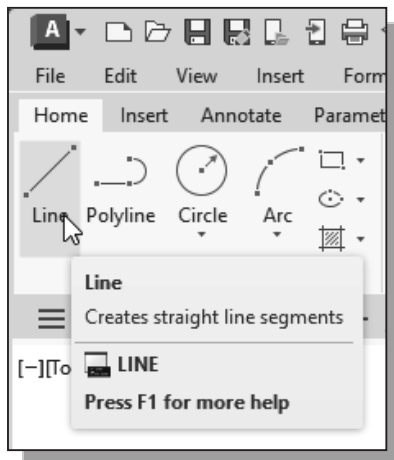 A
File Edit View Insert Form
Home Insert Annotate Paramet
Line Polyline Circle Arc
Line
Creates straight line segments
LINE
Press F1 for more help
[−][To